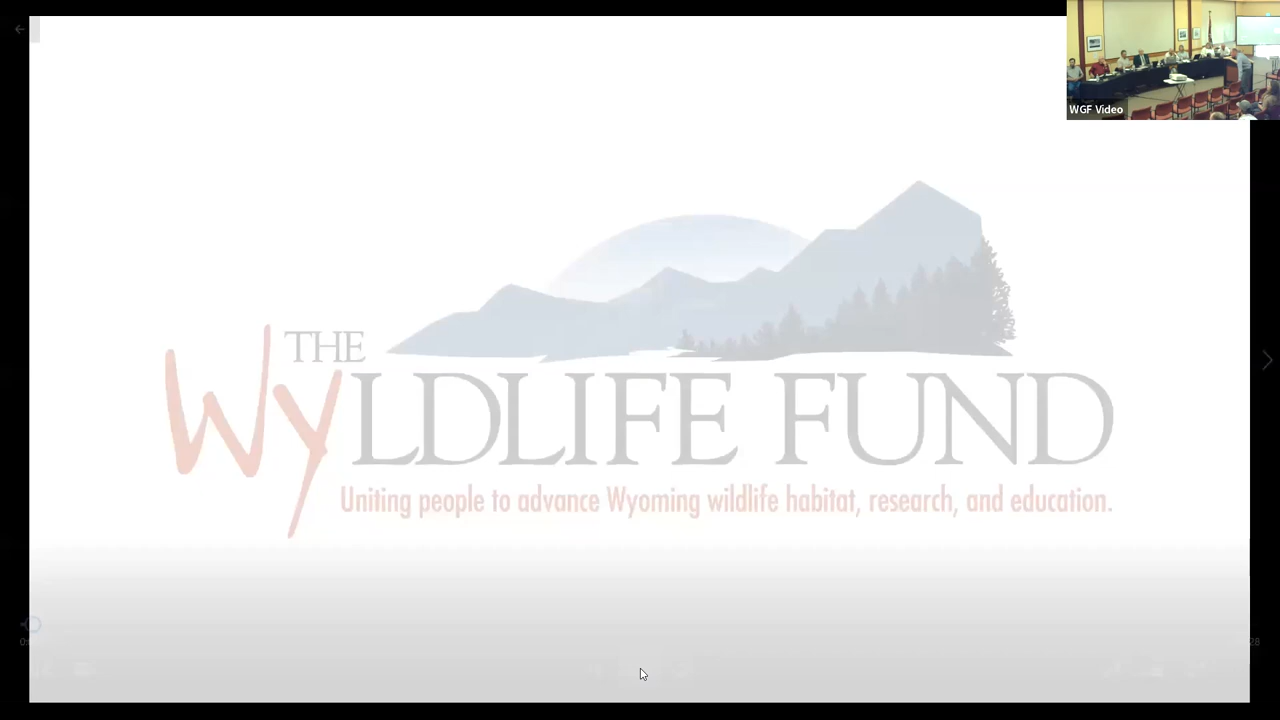 WGF Video
THE
WYLDLIFE FUND
Uniting people to advance Wyoming wildlife habitat, research, and education.